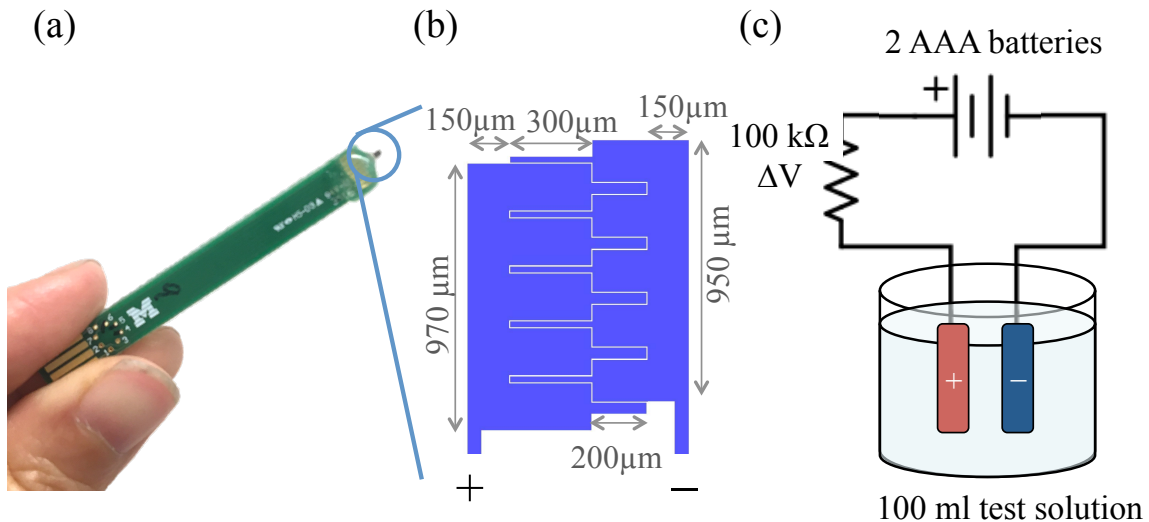 (a)
(b)
(c)
2 AAA batteries
+
100 kΩ
ΔV
150µm
300µm
150µm
970 µm
950 µm
200µm
+
−
+
−
100 ml test solution
M